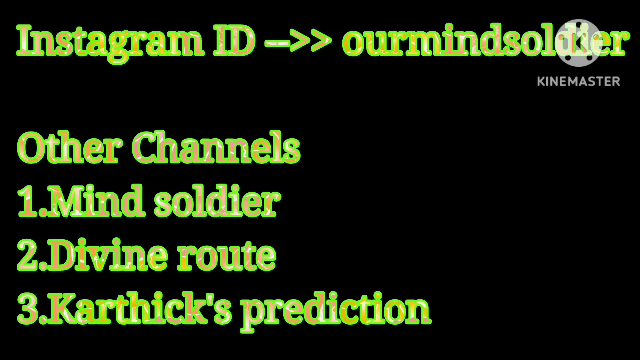 Instagram ID -->> ourmindsoldier
KINEMASTER
Other Channels
1.Mind soldier
2.Divine route
3.Karthick's prediction